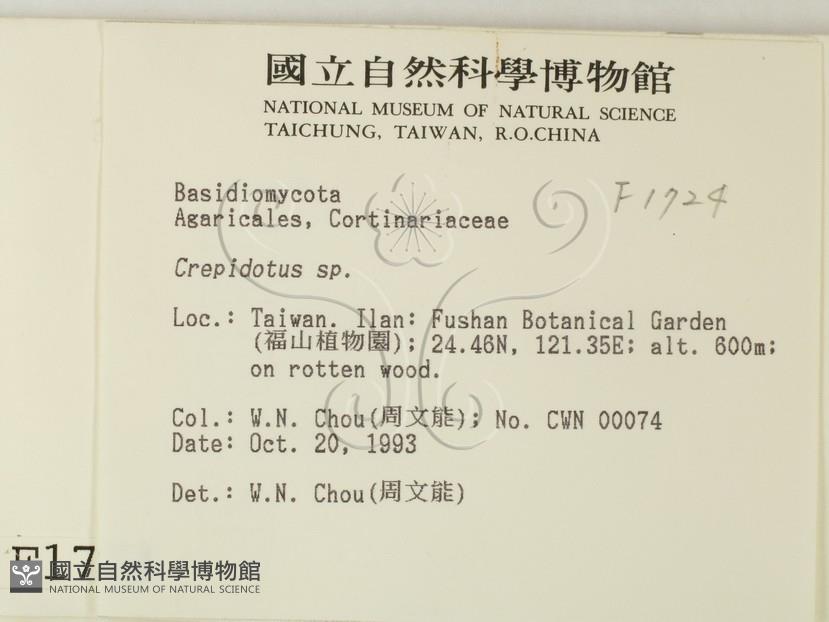 國立自然科學博物館
NATIONAL MUSEUM OF NATURAL SCIENCE
TAICHUNG, TAIWAN, R.O.CHINA
F1724
Basidiomycota
Agaricales, Cortinariaceae
Crepidotus sp.
Loc.: Taiwan. Ilan: Fushan Botanical Garden
(福山植物園); 24.46N, 121.35E; alt. 600m;
on rotten wood.
Col.: W.N. Chou(周文能); No. CWN 00074
Date: Oct. 20, 1993
Det.: W.N. Chou(周文能)
F17
國立自然科學博物館
NATIONAL MUSEUM OF NATURAL SCIENCE